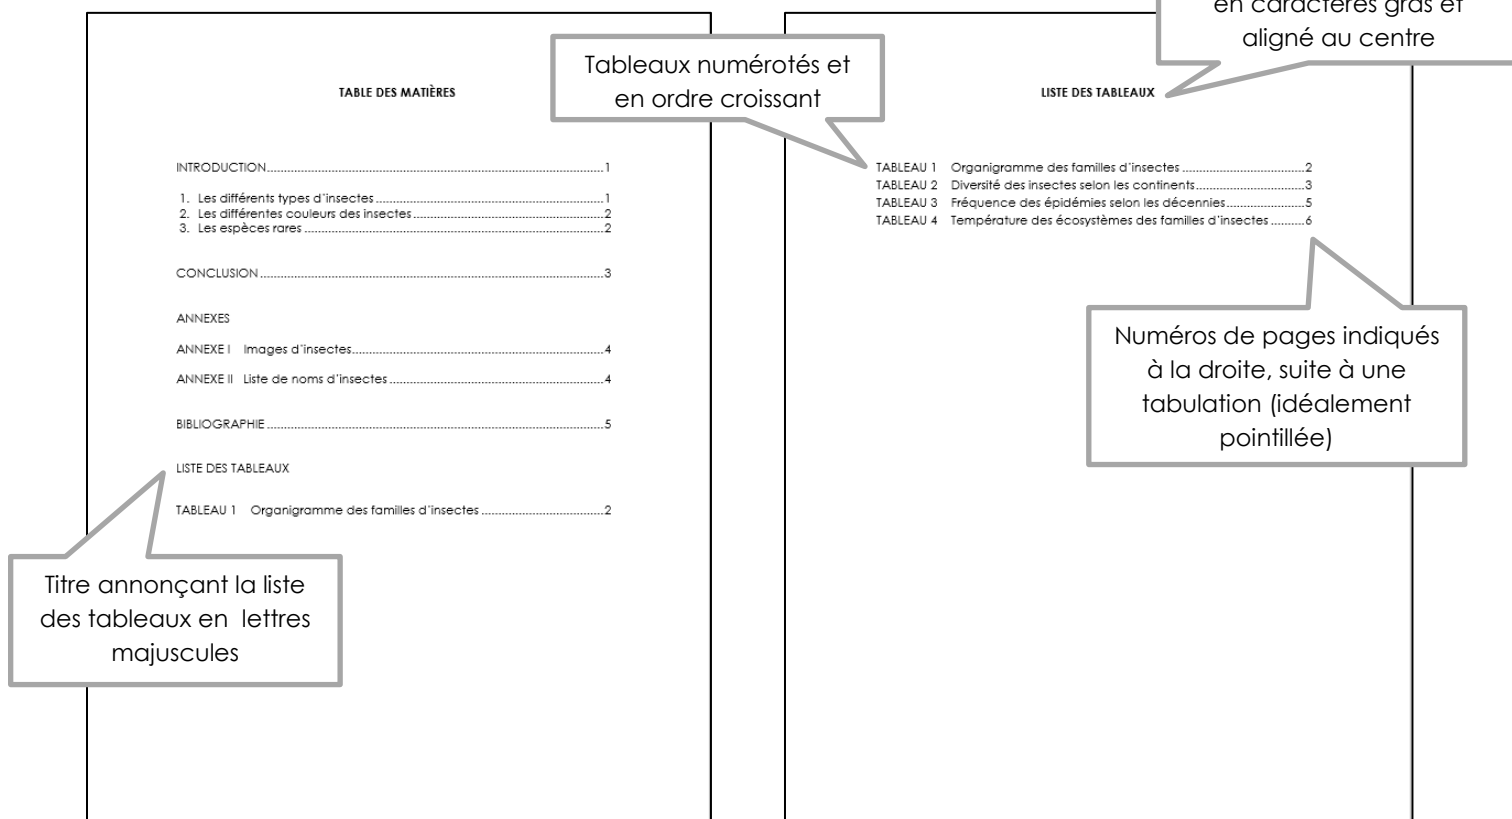 en caractères gras et
aligné au centre
Tableaux numérotés et
en ordre croissant
TABLE DES MATIÈRES
INTRODUCTION..........1
1. Les différents types d'insectes..........1
2. Les différentes couleurs des insectes..........2
3. Les espèces rares..........2
CONCLUSION..........3
ANNEXES
ANNEXE I Images d'insectes..........4
ANNEXE II Liste de noms d'insectes..........4
BIBLIOGRAPHIE..........5
LISTE DES TABLEAUX
TABLEAU 1 Organigramme des familles d'insectes..........2
Titre annonçant la liste
des tableaux en lettres
majuscules
LISTE DES TABLEAUX
TABLEAU 1 Organigramme des familles d'insectes..........2
TABLEAU 2 Diversité des insectes selon les continents..........3
TABLEAU 3 Fréquence des épidémies selon les décennies..........5
TABLEAU 4 Température des écosystèmes des familles d'insectes..........6
Numéros de pages indiqués
à la droite, suite à une
tabulation (idéalement
pointillée)